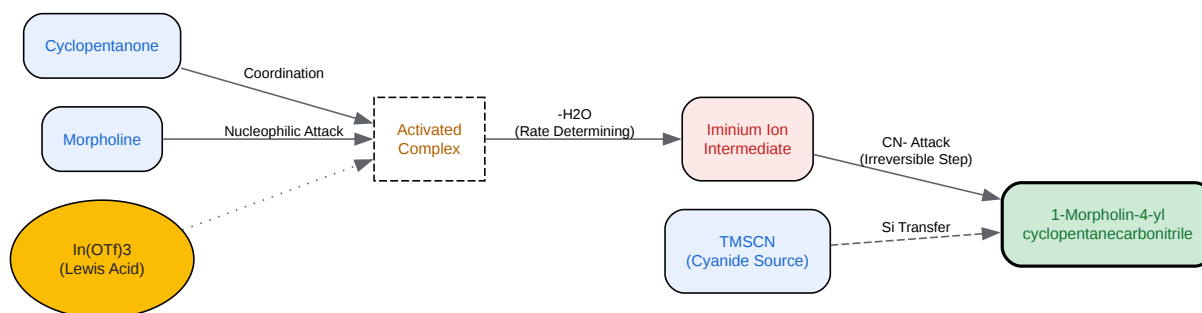 Cyclopentanone
Coordination
Morpholine
Nucleophilic Attack
In(OTf)3
(Lewis Acid)
Activated
Complex
-H2O
(Rate Determining)
Iminium Ion
Intermediate
CN- Attack
(Irreversible Step)
TMSCN
(Cyanide Source)
Si Transfer
1-Morpholin-4-yl
cyclopentanecarbonitrile